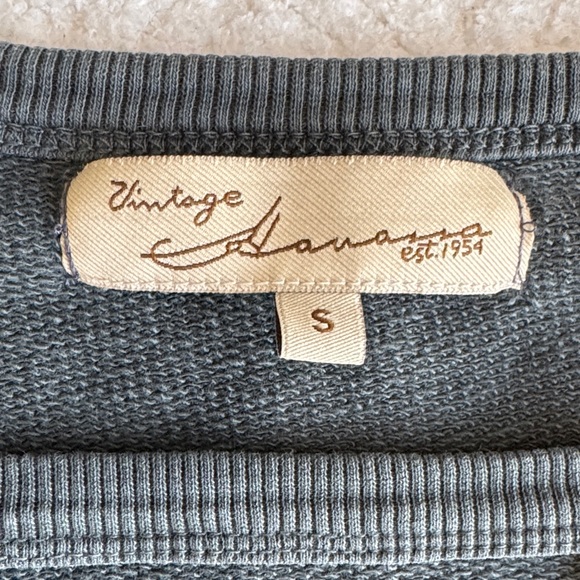 Vintage
Havana
est. 1954
S